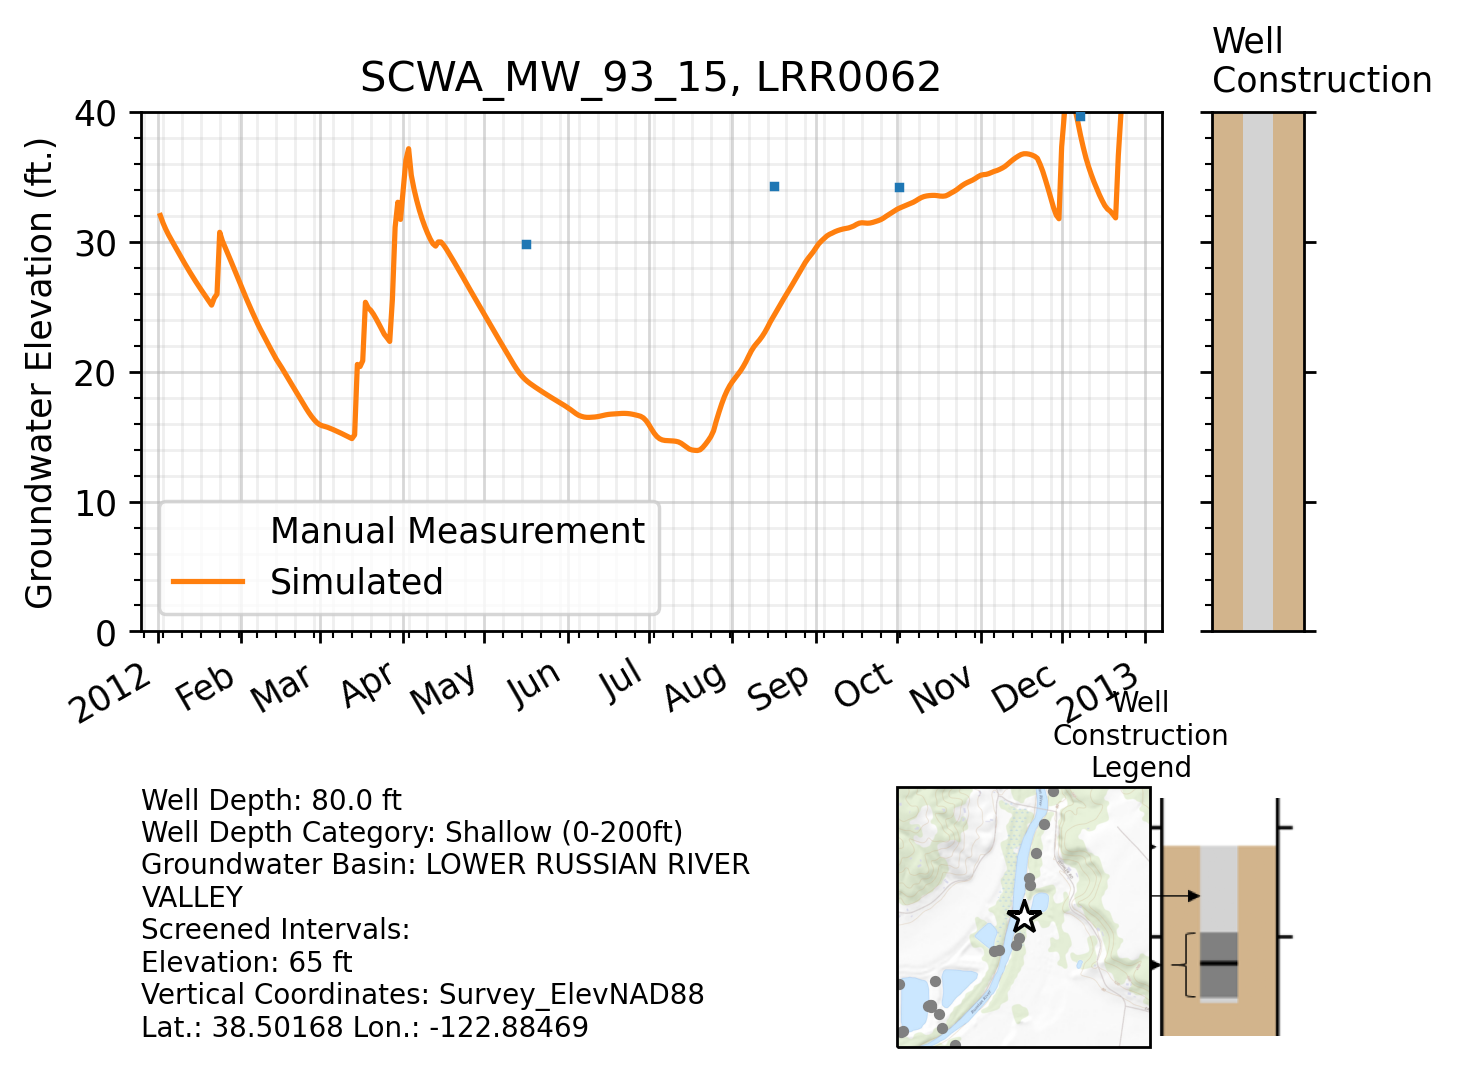 Well
Construction
SCWA_MW_93_15, LRR0062
Groundwater Elevation (ft.)
40
30
20
10
0
Manual Measurement
Simulated
2012
Feb
Mar
Apr
May
Jun
Jul
Aug
Sep
Oct
Nov
Dec
2013
Well
Construction
Legend
Well Depth: 80.0 ft
Well Depth Category: Shallow (0-200ft)
Groundwater Basin: LOWER RUSSIAN RIVER
VALLEY
Screened Intervals:
Elevation: 65 ft
Vertical Coordinates: Survey_ElevNAD88
Lat.: 38.50168 Lon.: -122.88469